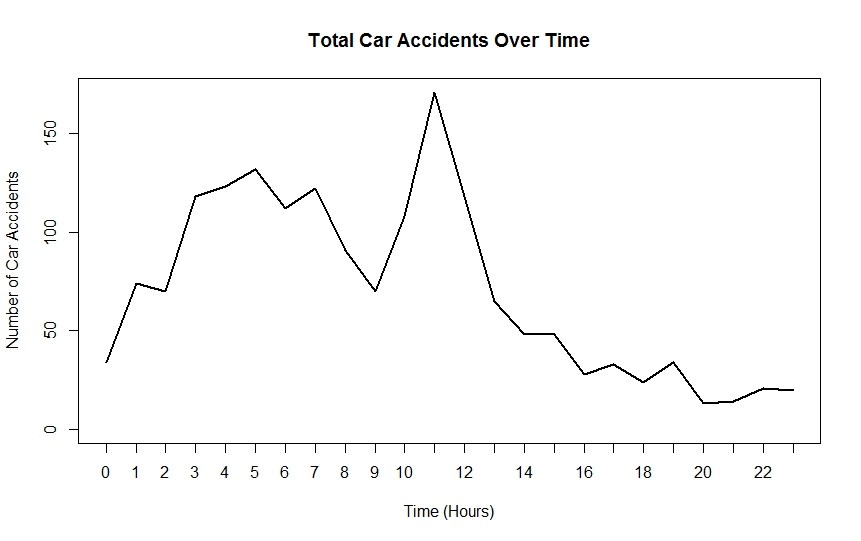 Total Car Accidents Over Time
Number of Car Accidents
150
100
50
0
0 1 2 3 4 5 6 7 8 9 10 12 14 16 18 20 22
Time (Hours)